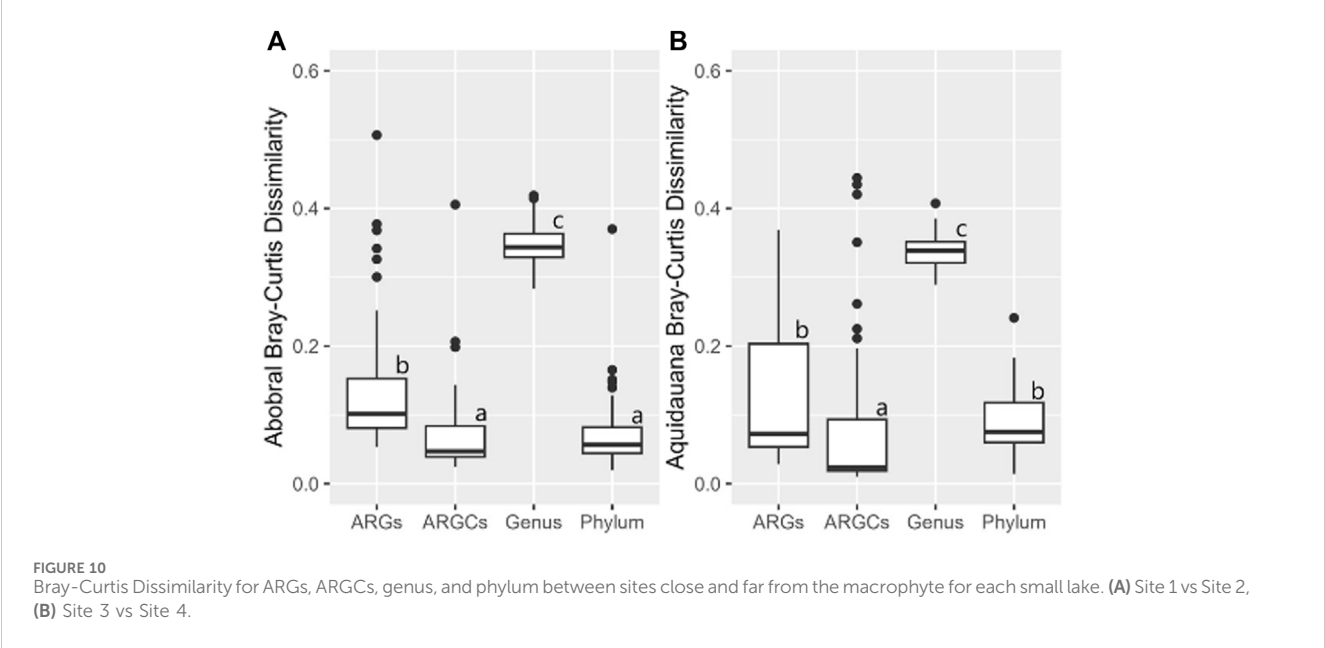 A
Abobral Bray-Curtis Dissimilarity
0.6
0.4
0.2
0.0
b
a
c
a
ARGs ARGCs Genus Phylum
B
Aquidauana Bray-Curtis Dissimilarity
0.6
0.4
0.2
0.0
b
a
c
b
ARGs ARGCs Genus Phylum
FIGURE 10
Bray-Curtis Dissimilarity for ARGs, ARGCs, genus, and phylum between sites close and far from the macrophyte for each small lake. (A) Site 1 vs Site 2,
(B) Site 3 vs Site 4.